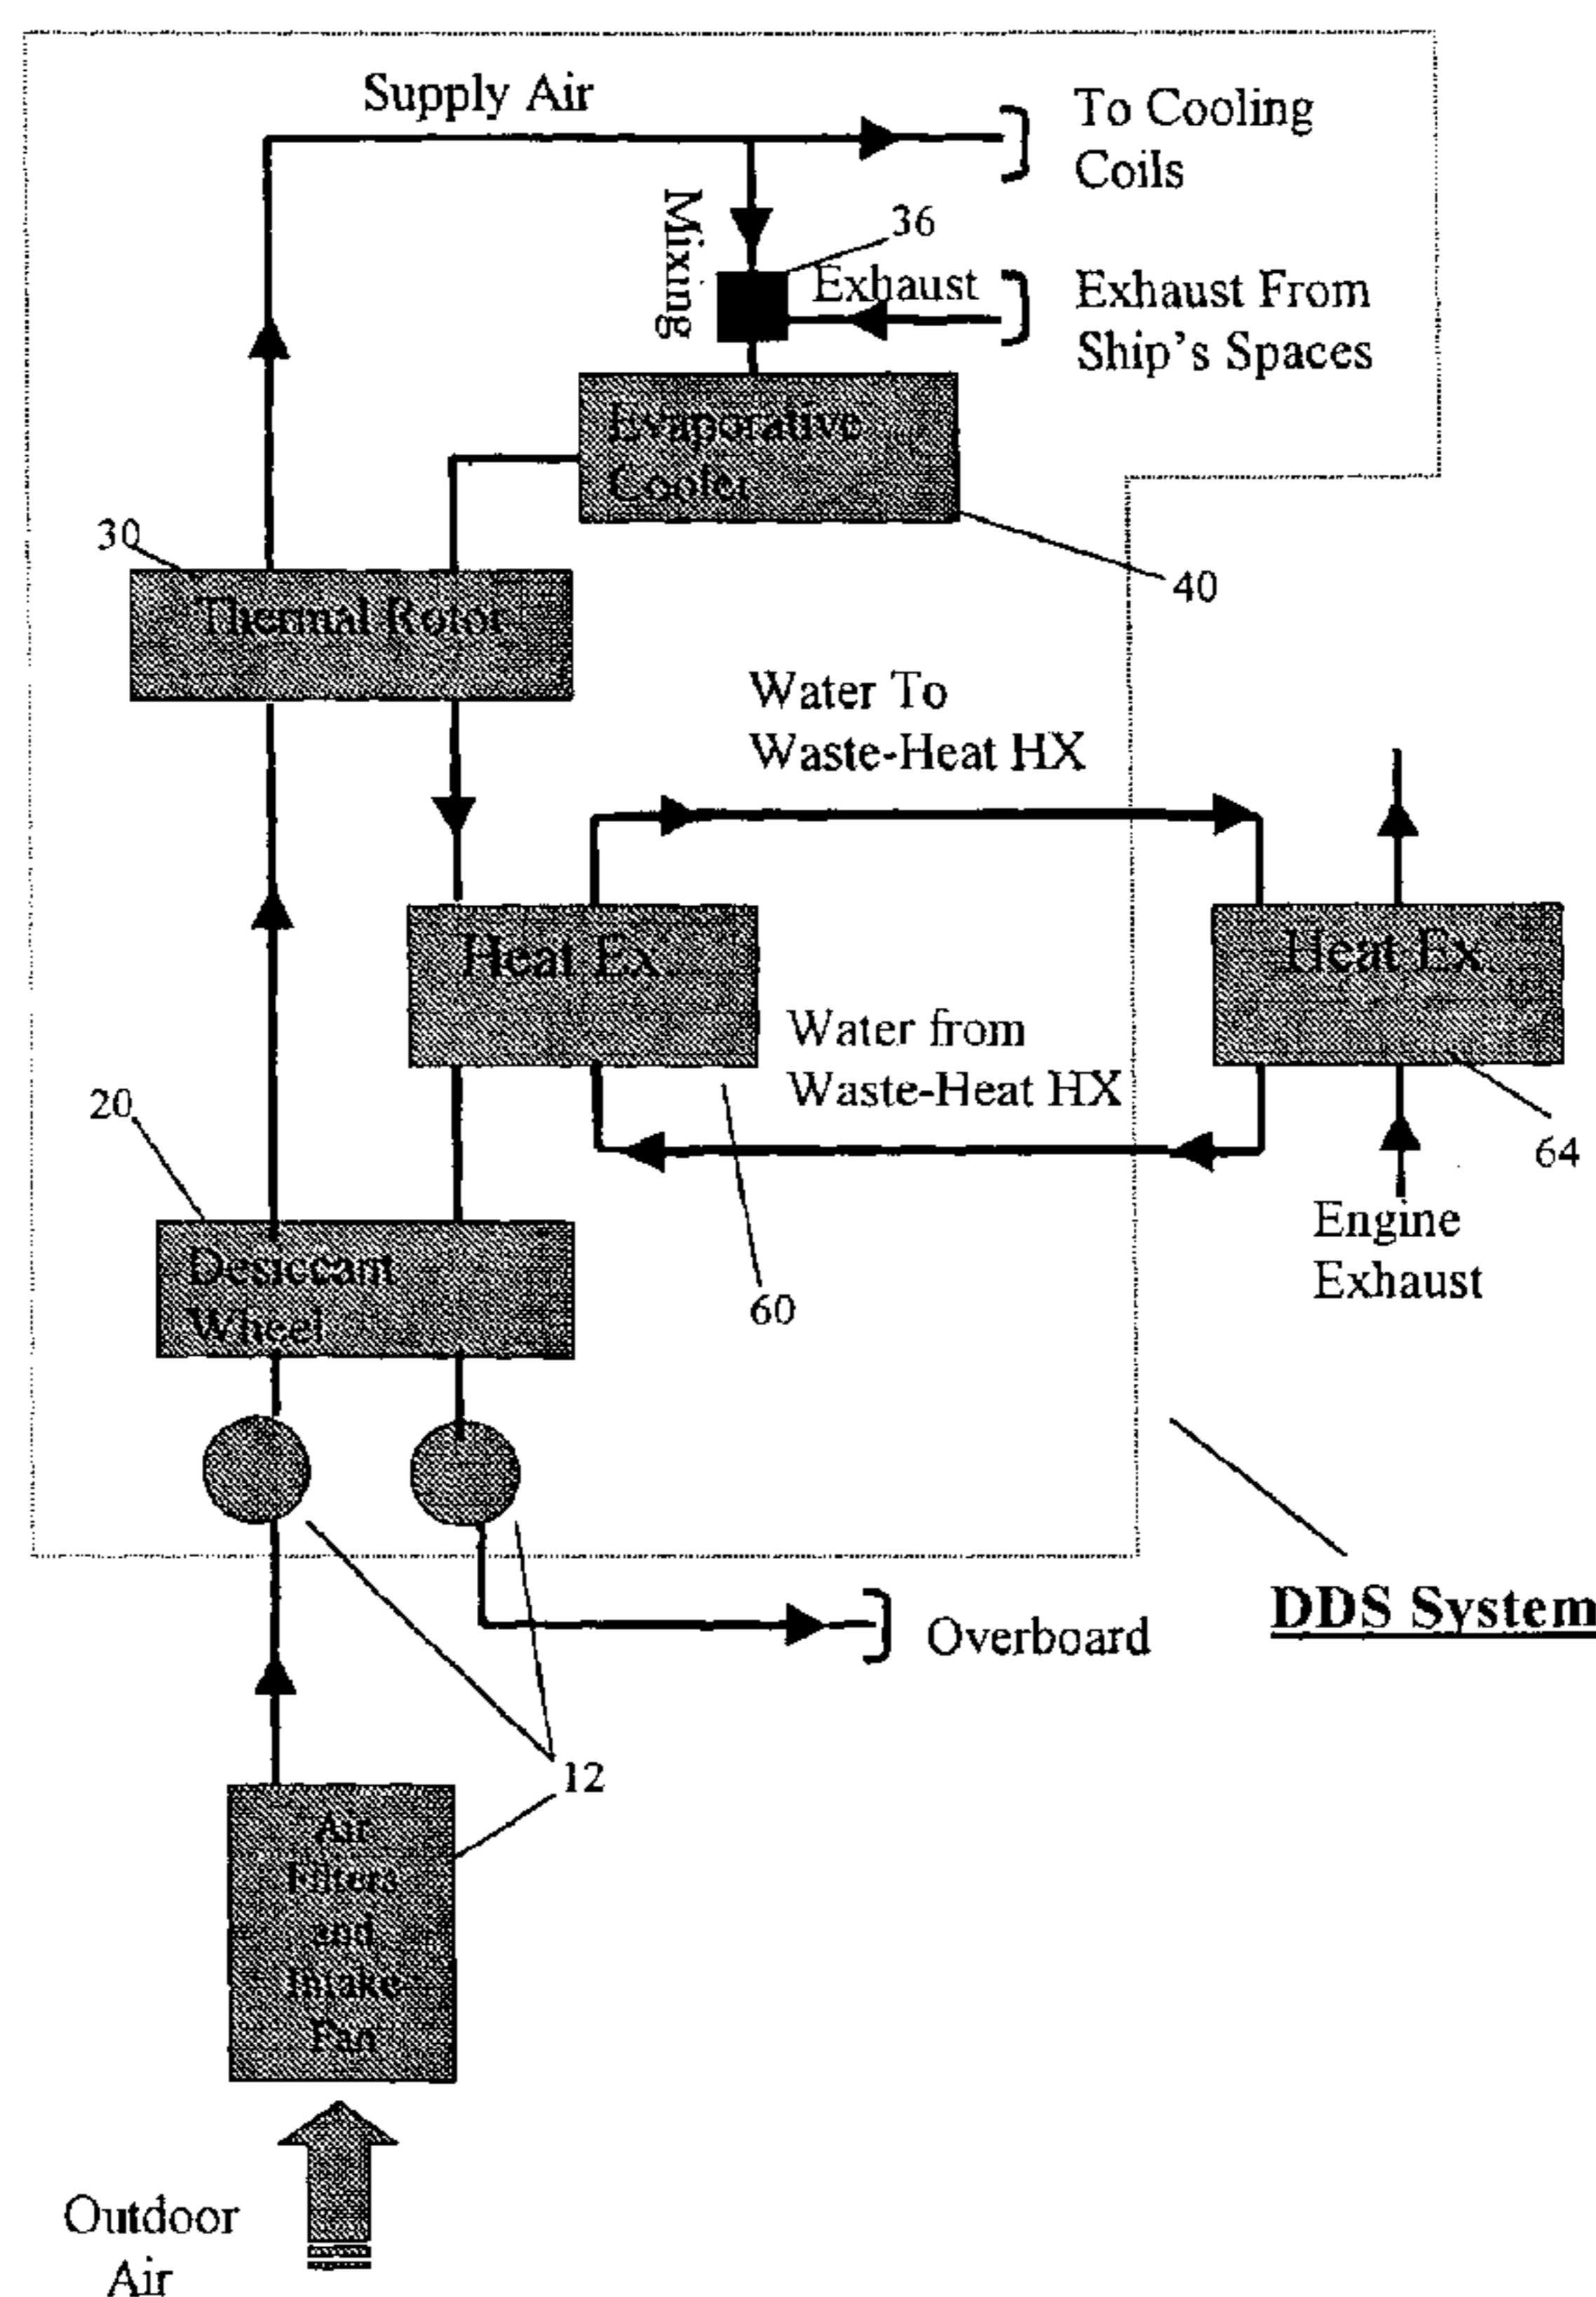 Supply Air
To Cooling
Coils
36
Mixing
Exhaust
Exhaust From
Ship's Spaces
Evaporative
Cooler
30
40
Thermal Rotor
Water To
Waste-Heat HX
Heat Ex.
Heat Ex.
Water from
Waste-Heat HX
20
64
Engine
Exhaust
Desiccant
Wheel
60
DDS System
Overboard
12
Air
Filters
and
Intake
Fan
Outdoor
Air